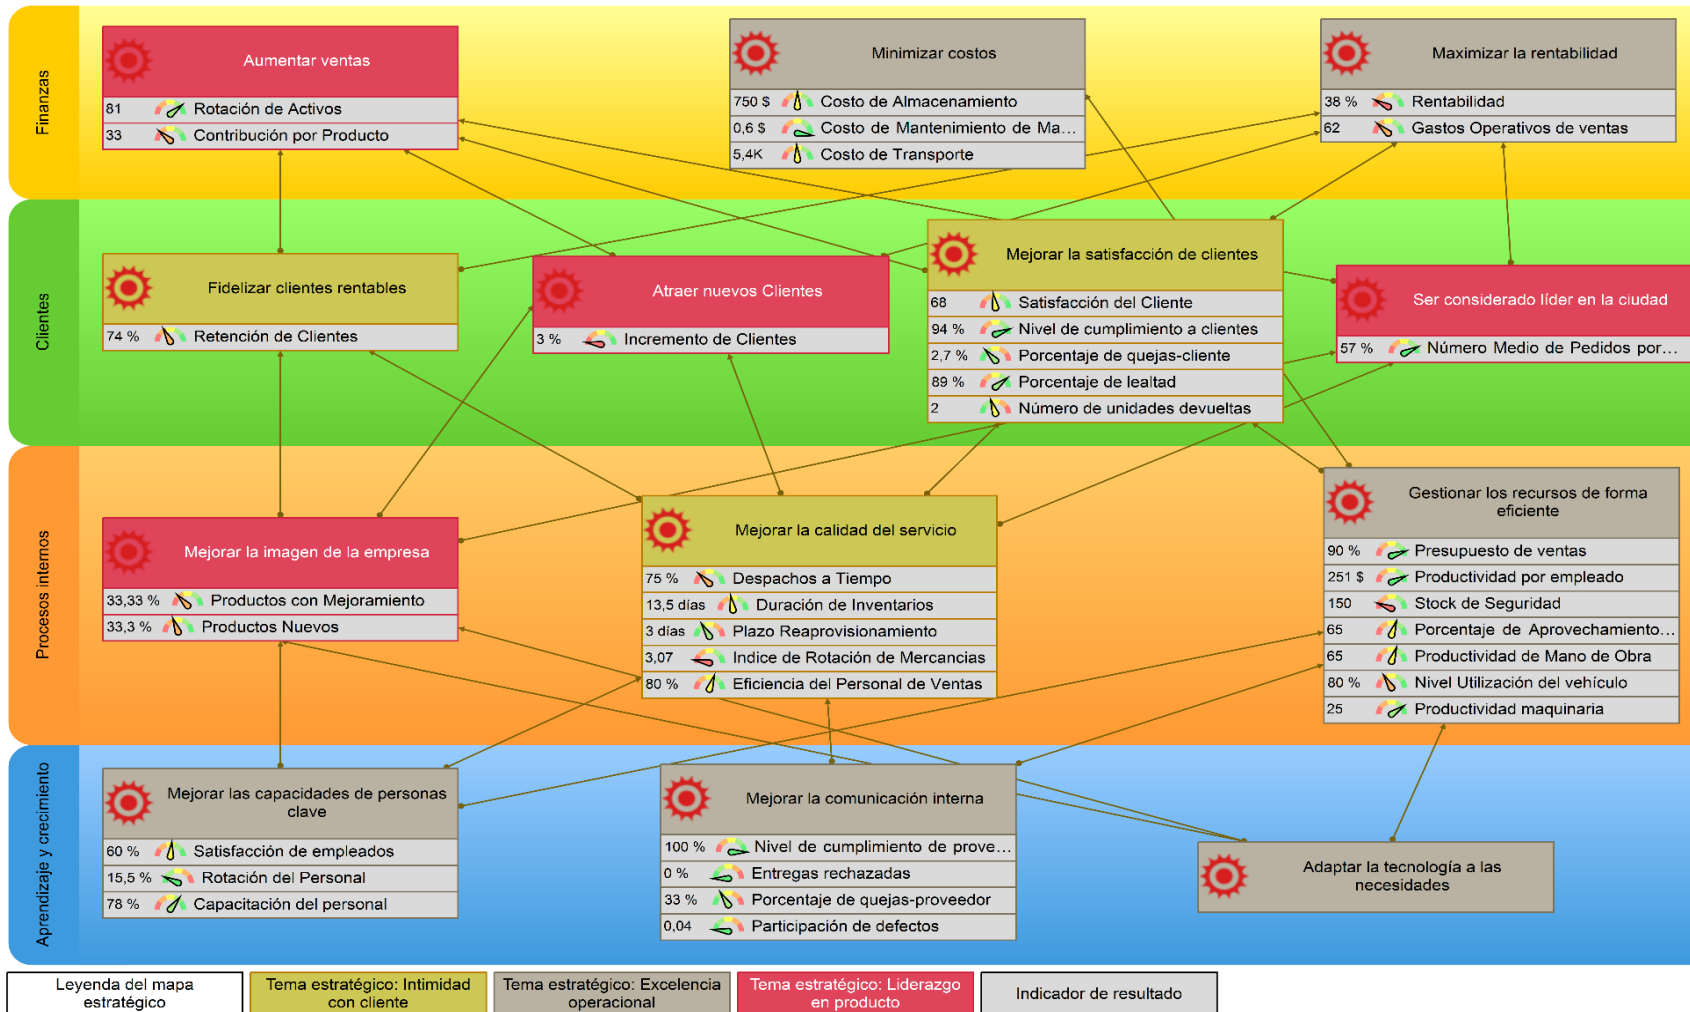 Finanzas
Aumentar ventas
81 Rotación de Activos
33 Contribución por Producto
Minimizar costos
750 $ Costo de Almacenamiento
0,6 $ Costo de Mantenimiento de Ma...
5,4K Costo de Transporte
Maximizar la rentabilidad
38 % Rentabilidad
62 Gastos Operativos de ventas
Clientes
Fidelizar clientes rentables
74 % Retención de Clientes
Atraer nuevos Clientes
3 % Incremento de Clientes
Mejorar la satisfacción de clientes
68 Satisfacción del Cliente
94 % Nivel de cumplimiento a clientes
2,7 % Porcentaje de quejas-cliente
89 % Porcentaje de lealtad
2 Número de unidades devueltas
Ser considerado líder en la ciudad
57 % Número Medio de Pedidos por...
Procesos internos
Mejorar la imagen de la empresa
33,33 % Productos con Mejoramiento
33,3 % Productos Nuevos
Mejorar la calidad del servicio
75 % Despachos a Tiempo
13,5 días Duración de Inventarios
3 días Plazo Reaprovisionamiento
3,07 Indice de Rotación de Mercancias
80 % Eficiencia del Personal de Ventas
Gestionar los recursos de forma
eficiente
90 % Presupuesto de ventas
251 $ Productividad por empleado
150 Stock de Seguridad
65 Porcentaje de Aprovechamiento...
65 Productividad de Mano de Obra
80 % Nivel Utilización del vehículo
25 Productividad maquinaria
Aprendizaje y crecimiento
Mejorar las capacidades de personas
clave
60 % Satisfacción de empleados
15,5 % Rotación del Personal
78 % Capacitación del personal
Mejorar la comunicación interna
100 % Nivel de cumplimiento de prove...
0 % Entregas rechazadas
33 % Porcentaje de quejas-proveedor
0,04 Participación de defectos
Adaptar la tecnología a las
necesidades
Leyenda del mapa
estratégico
Tema estratégico: Intimidad
con cliente
Tema estratégico: Excelencia
operacional
Tema estratégico: Liderazgo
en producto
Indicador de resultado